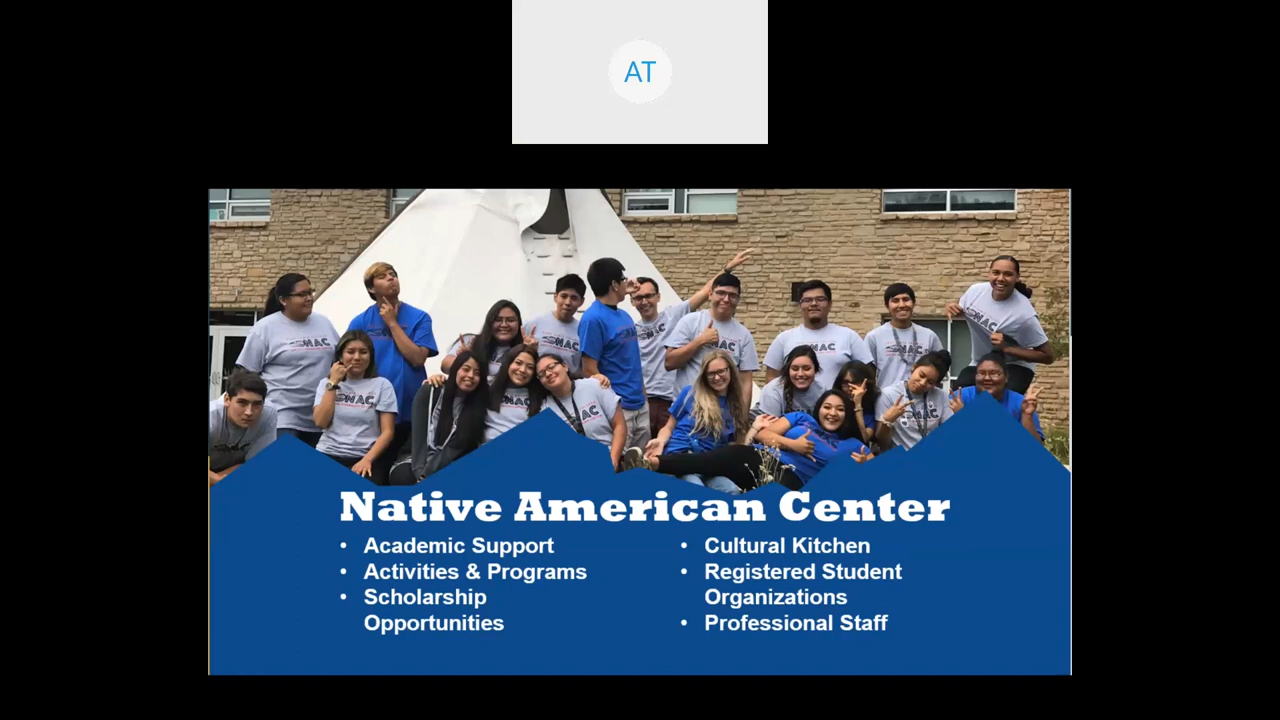 AT
Native American Center
• Academic Support
• Activities & Programs
• Scholarship
Opportunities
• Cultural Kitchen
• Registered Student
Organizations
• Professional Staff